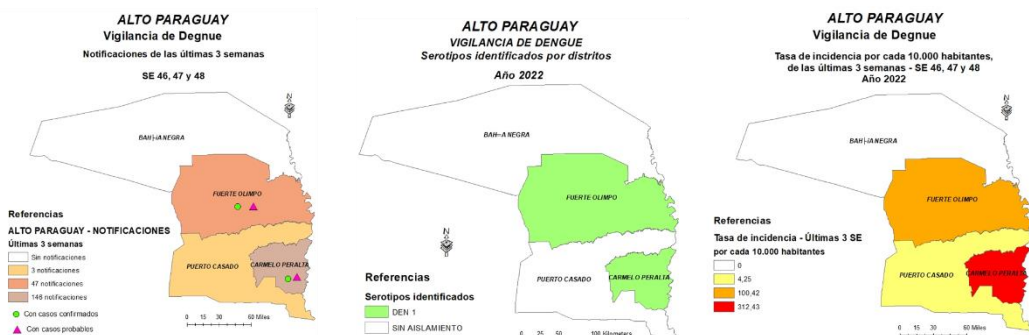 ALTO PARAGUAY
Vigilancia de Degnue
Notificaciones de las últimas 3 semanas
SE 46, 47 y 48
N
BAH├ıA NEGRA
FUERTE OLIMPO
PUERTO CASADO
CARMELO PERALTA
Referencias
ALTO PARAGUAY - NOTIFICACIONES
Últimas 3 semanas
Sin notificaciones
3 notificaciones
47 notificaciones
146 notificaciones
Con casos confirmados
Con casos probables
0 15 30 60 Miles
ALTO PARAGUAY
VIGILANCIA DE DENGUE
Serotipos identificados por distritos
Año 2022
FUERTE OLIMPO
PUERTO CASADO
CARMELO PERALTA
N
Referencias
Serotipos identificados
DEN 1
SIN AISLAMIENTO
0 25 50 100 Kilometers
ALTO PARAGUAY
Vigilancia de Degnue
Tasa de incidencia por cada 10.000 habitantes,
de las últimas 3 semanas - SE 46, 47 y 48
Año 2022
N
FUERTE OLIMPO
PUERTO CASADO
CARMELO PERALTA
Referencias
Tasa de incidencia - Últimas 3 SE
por cada 10.000 habitantes
0
4,25
100,42
312,43
0 15 30 60 Miles